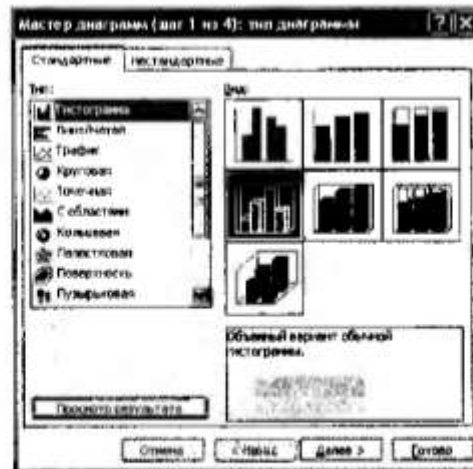 Мастер диаграмм (шаг 1 из 4): тип диаграммы
Стандартные Нестандартные
Тип: Вид:
Гистограмма
Линейчатая
График
Круговая
Точечная
С областями
Кольцевая
Лепестковая
Поверхность
Пузырьковая
Объемный вариант обычной
гистограммы.
Просмотр результата
Отмена < Назад Далее > Готово